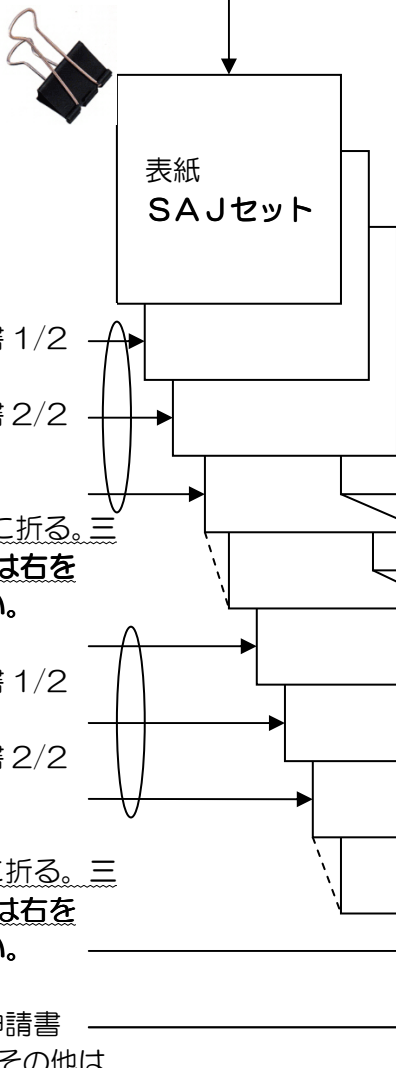 表紙
ＳＡＪセット
書１/２
書２/２
に折る。三
は右を
い。
書１/２
書２/２
に折る。三
は右を
い。
申請書
その他は